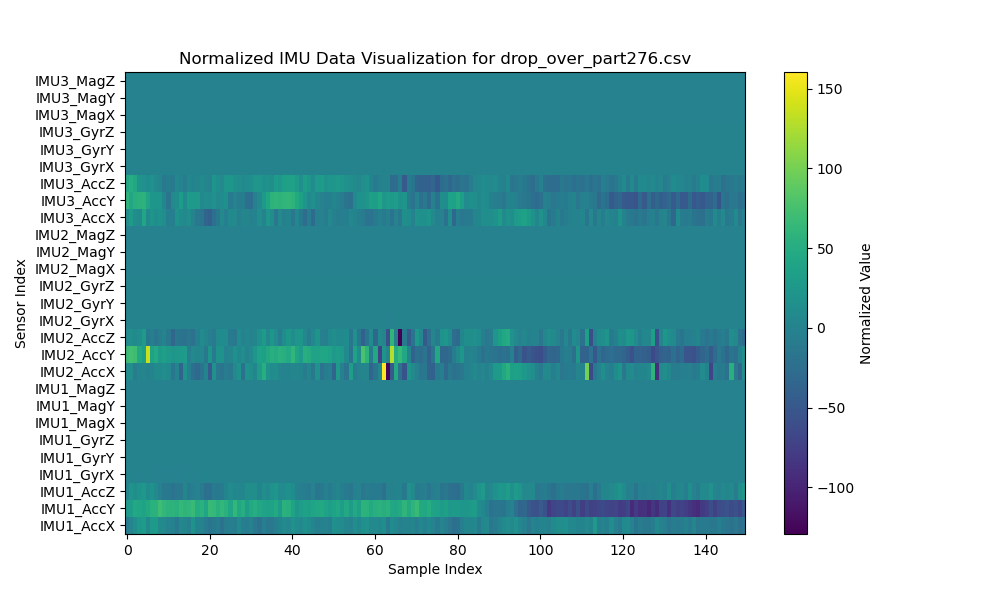 Normalized IMU Data Visualization for drop_over_part276.csv
IMU3_MagZ
IMU3_MagY
IMU3_MagX
IMU3_GyrZ
IMU3_GyrY
IMU3_GyrX
IMU3_AccZ
IMU3_AccY
IMU3_AccX
IMU2_MagZ
IMU2_MagY
IMU2_MagX
IMU2_GyrZ
IMU2_GyrY
IMU2_GyrX
IMU2_AccZ
IMU2_AccY
IMU2_AccX
IMU1_MagZ
IMU1_MagY
IMU1_MagX
IMU1_GyrZ
IMU1_GyrY
IMU1_GyrX
IMU1_AccZ
IMU1_AccY
IMU1_AccX
Sensor Index
0 20 40 60 80 100 120 140
Sample Index
150
100
50
0
−50
−100
Normalized Value